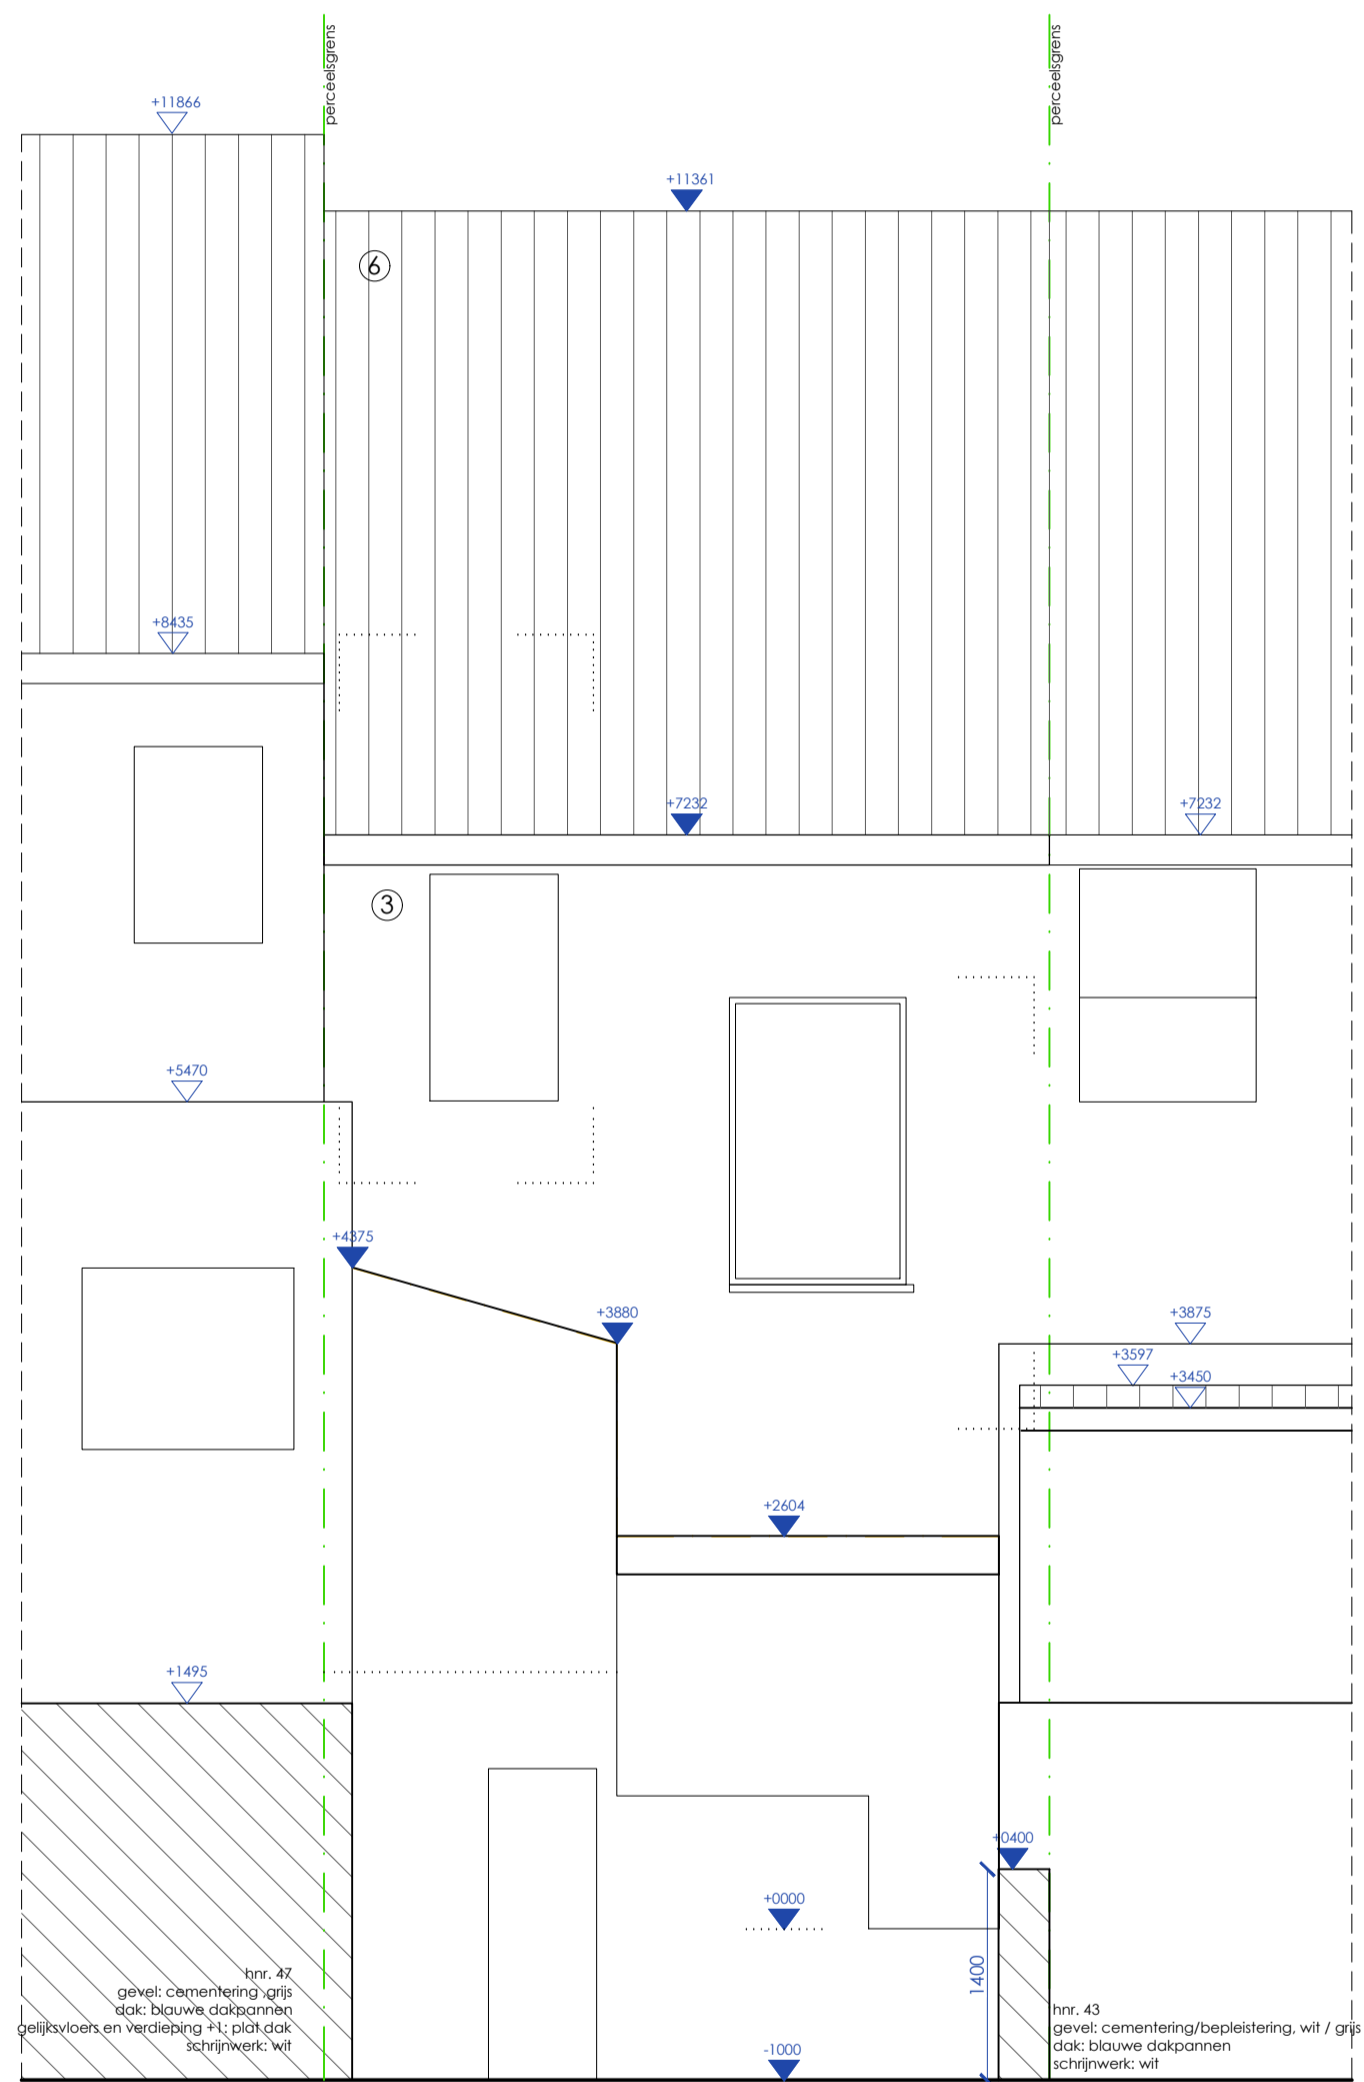 perceelsgrens
perceelsgrens
+11866
+11361
6
+8435
+7232
+7232
3
+5470
+4375
+3880
+3875
+3597
+3450
+2604
+1495
+0400
+0000
1400
hnr. 47
gevel: cementering ,grijs
dak: blauwe dakpannen
gelijksvloers en verdieping +1: plat dak
schrijnwerk: wit
hnr. 43
gevel: cementering/bepleistering, wit / grijs
dak: blauwe dakpannen
schrijnwerk: wit
-1000